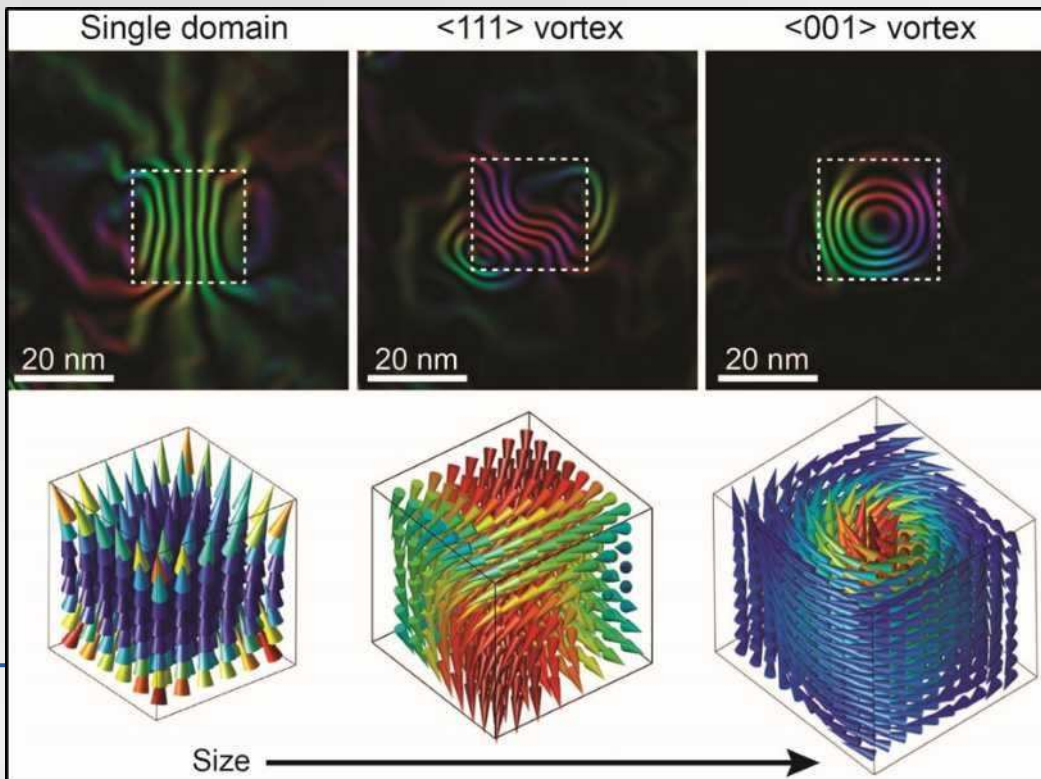 Single domain
<111> vortex
<001> vortex
20 nm
20 nm
20 nm
Size